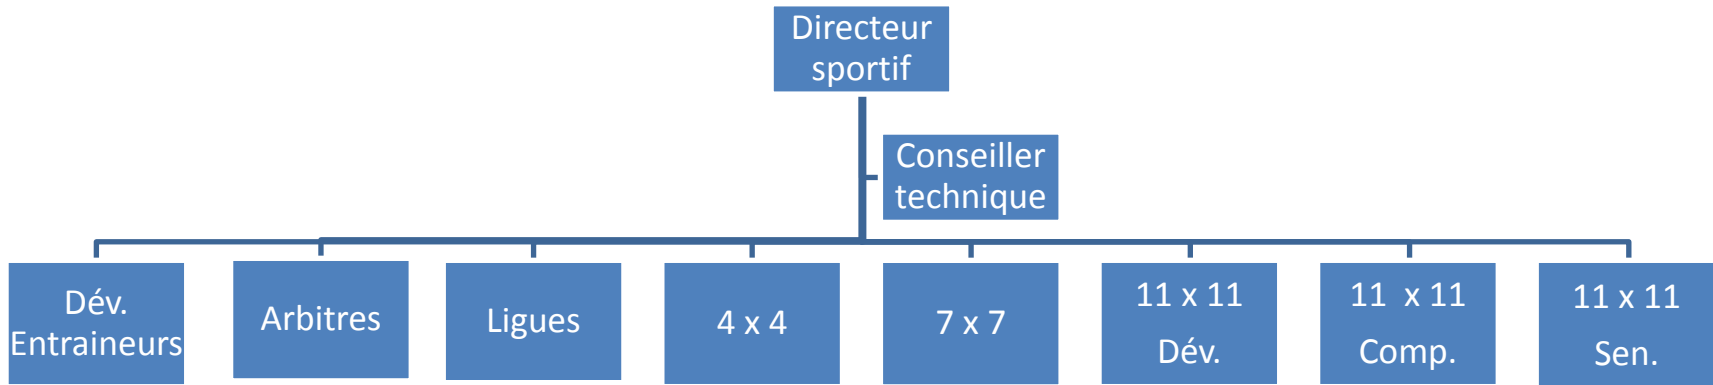 Directeur
sportif
Conseiller
technique
Dév.
Entraineurs
Arbitres
Ligues
4 x 4
7 x 7
11 x 11
Dév.
11 x 11
Comp.
11 x 11
Sen.